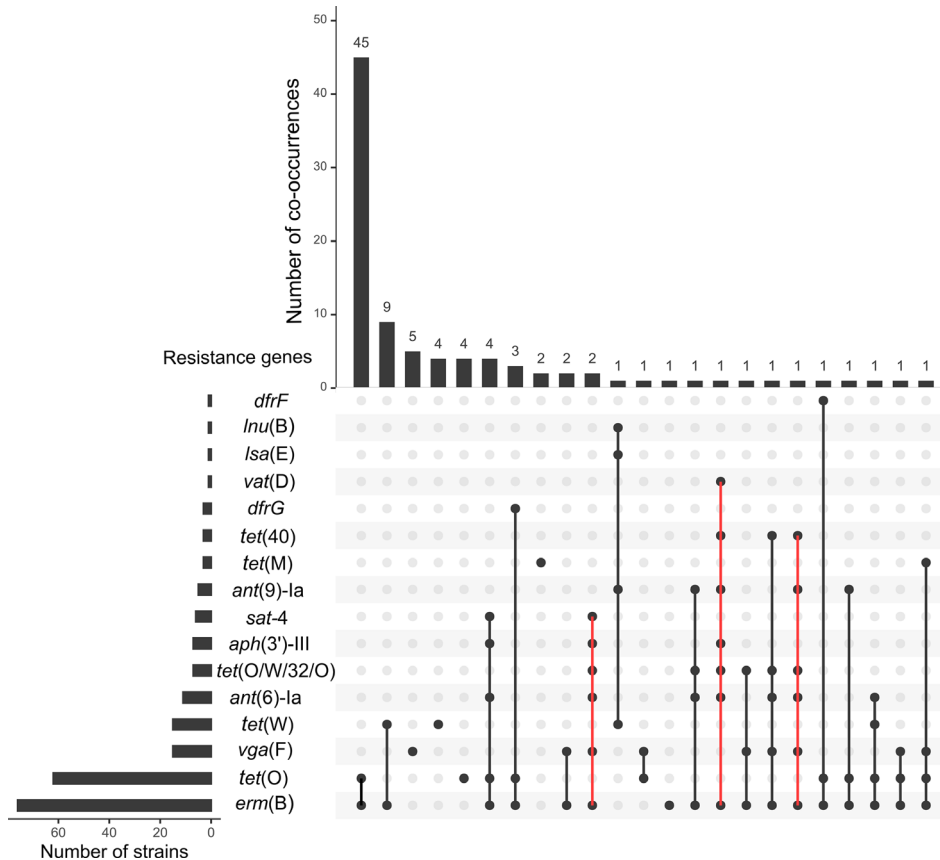 50
45
40
30
20
10
0
Number of co-occurrences
9
5
4
4
4
3
2
2
2
1
1
1
1
1
1
1
1
1
1
1
1
1
Resistance genes
dfrF
lnu(B)
lsa(E)
vat(D)
dfrG
tet(40)
tet(M)
ant(9)-Ia
sat-4
aph(3')-III
tet(O/W/32/O)
ant(6)-Ia
tet(W)
vga(F)
tet(O)
erm(B)
60 40 20 0
Number of strains